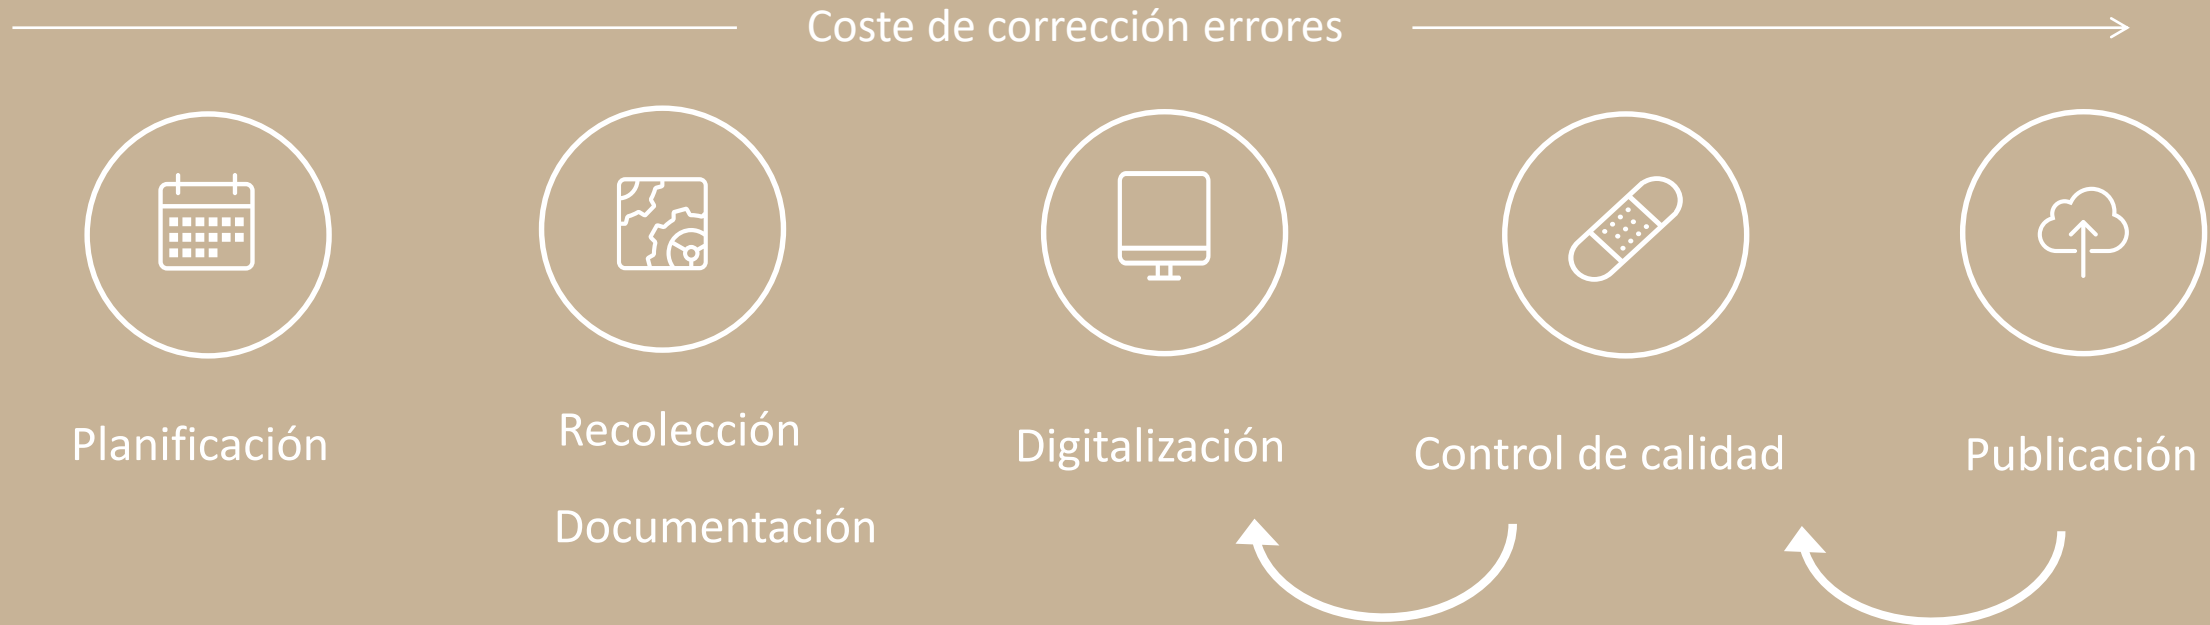 Coste de corrección errores
Planificación
Recolección
Documentación
Digitalización
Control de calidad
Publicación